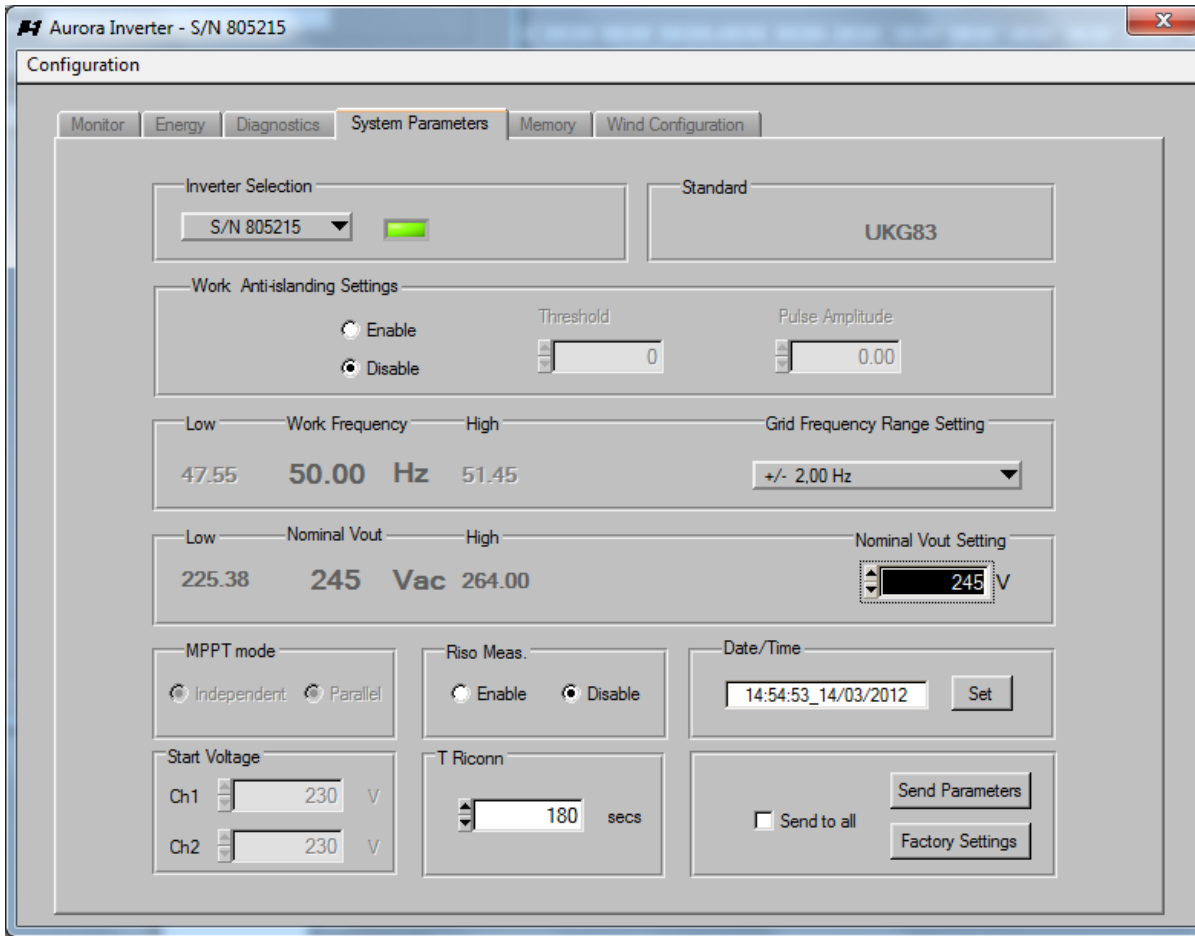 Aurora Inverter - S/N 805215
Configuration
Monitor Energy Diagnostics System Parameters Memory Wind Configuration
Inverter Selection
S/N 805215
Standard
UKG83
Work Anti-islanding Settings
Enable
Disable
Threshold
0
Pulse Amplitude
0.00
Low Work Frequency High
47.55 50.00 Hz 51.45
Grid Frequency Range Setting
+/- 2,00 Hz
Low Nominal Vout High
225.38 245 Vac 264.00
Nominal Vout Setting
245 V
MPPT mode
Independent Parallel
Riso Meas.
Enable Disable
Date/Time
14:54:53_14/03/2012 Set
Start Voltage
Ch1 230 V
Ch2 230 V
T Riconn
180 secs
Send to all
Send Parameters
Factory Settings